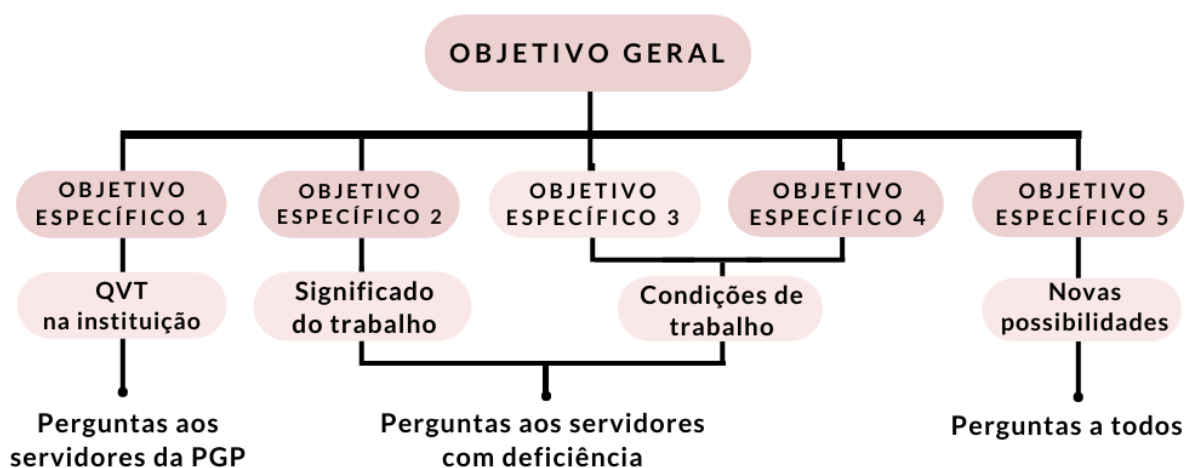 OBJETIVO GERAL
OBJETIVO
ESPECÍFICO 1
OBJETIVO
ESPECÍFICO 2
OBJETIVO
ESPECÍFICO 3
OBJETIVO
ESPECÍFICO 4
OBJETIVO
ESPECÍFICO 5
QVT
na instituição
Significado
do trabalho
Condições de
trabalho
Novas
possibilidades
Perguntas aos
servidores da PGP
Perguntas aos servidores
com deficiência
Perguntas a todos